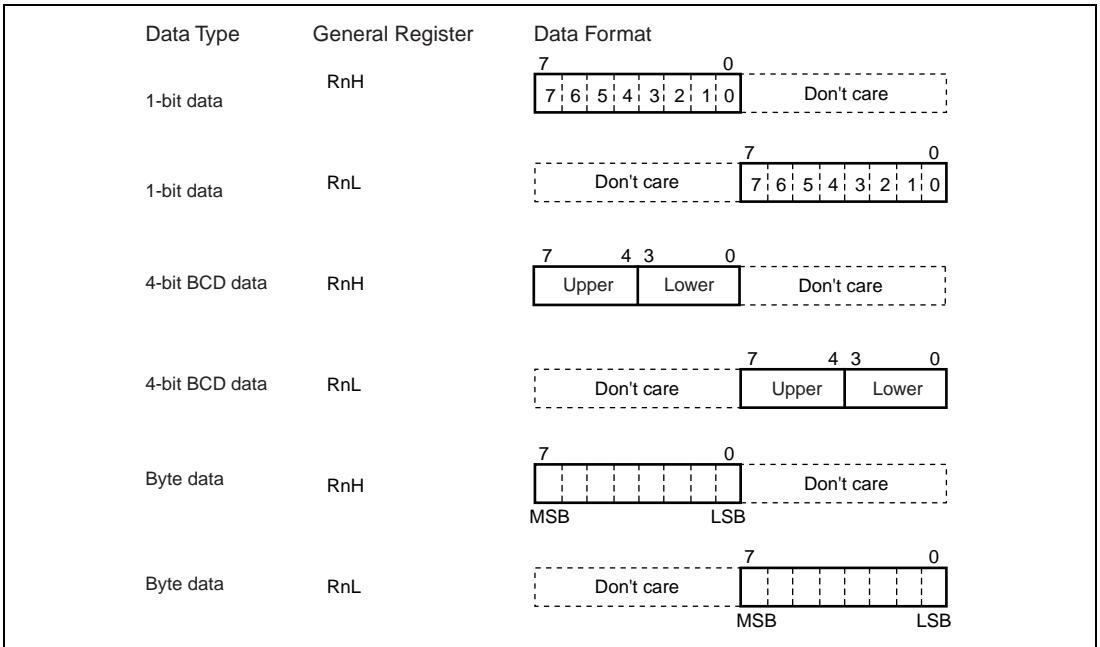 Data Type General Register Data Format
7 0
1-bit data RnH 7 6 5 4 3 2 1 0 Don't care
7 0
1-bit data RnL Don't care 7 6 5 4 3 2 1 0
7 4 3 0
4-bit BCD data RnH Upper Lower Don't care
7 4 3 0
4-bit BCD data RnL Don't care Upper Lower
7 0
Byte data RnH Don't care
MSB LSB
7 0
Byte data RnL Don't care
MSB LSB